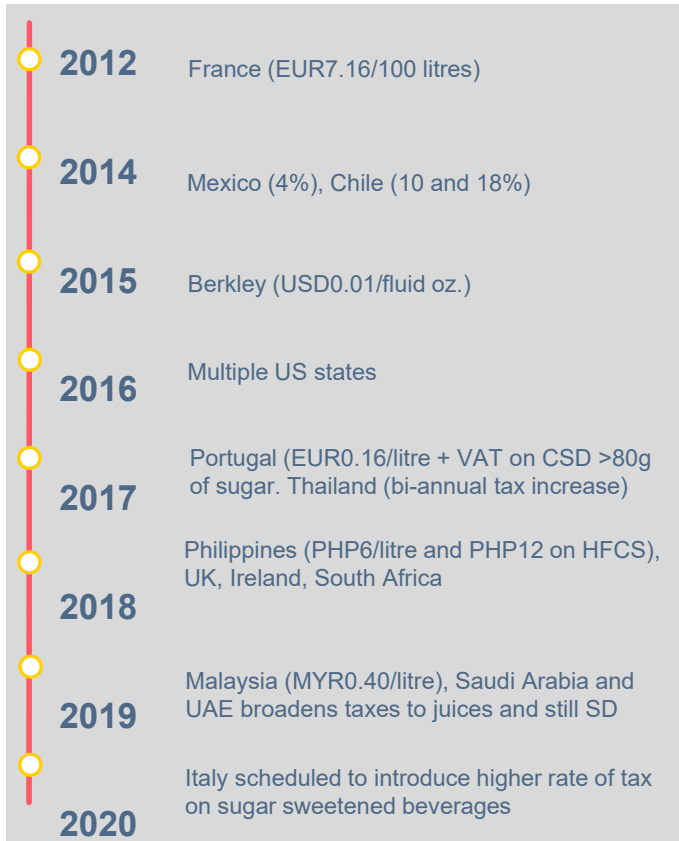 2012
France (EUR7.16/100 litres)
2014
Mexico (4%), Chile (10 and 18%)
2015
Berkley (USD0.01/fluid oz.)
2016
Multiple US states
2017
Portugal (EUR0.16/litre + VAT on CSD >80g
of sugar. Thailand (bi-annual tax increase)
2018
Philippines (PHP6/litre and PHP12 on HFCS),
UK, Ireland, South Africa
2019
Malaysia (MYR0.40/litre), Saudi Arabia and
UAE broadens taxes to juices and still SD
2020
Italy scheduled to introduce higher rate of tax
on sugar sweetened beverages